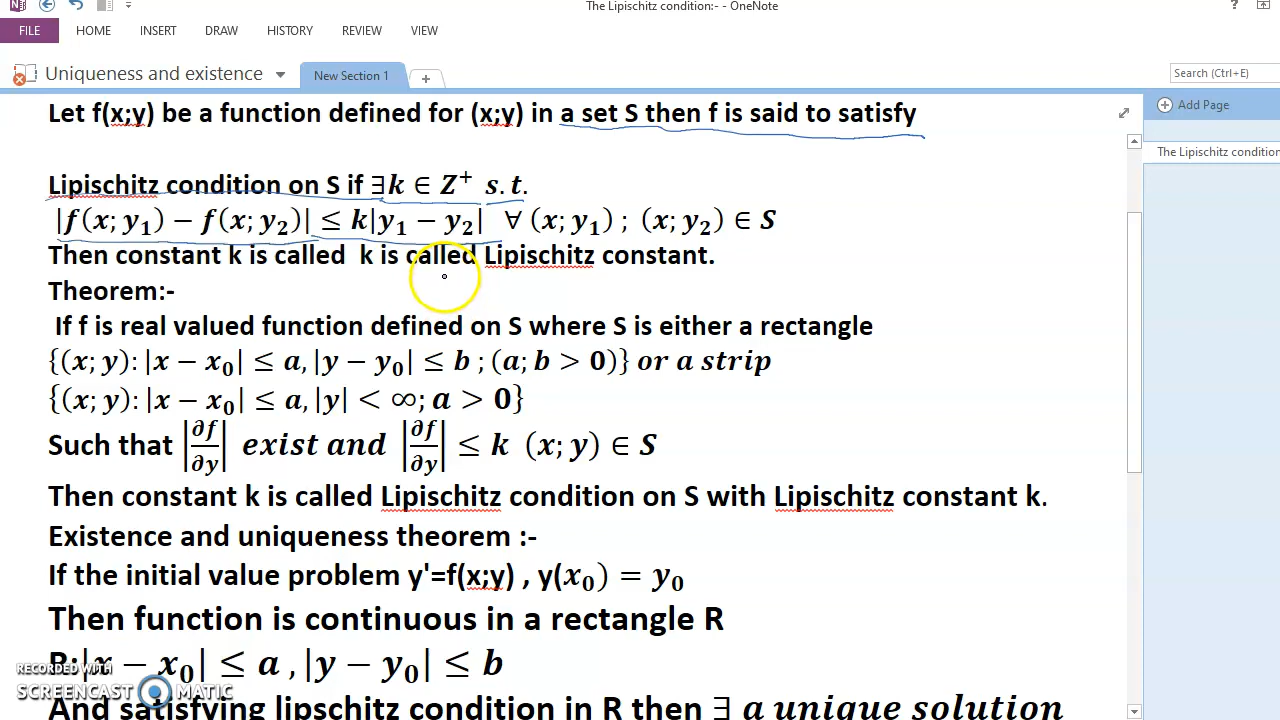 The Lipischitz condition:- - OneNote
FILE HOME INSERT DRAW HISTORY REVIEW VIEW
Uniqueness and existence New Section 1 + Search (Ctrl+E)
Add Page
The Lipischitz condition
Let f(x;y) be a function defined for (x;y) in a set S then f is said to satisfy
Lipischitz condition on S if ∃k ∈ Z⁺ s.t.
|f(x; y₁) − f(x; y₂)| ≤ k|y₁ − y₂| ∀ (x; y₁) ; (x; y₂) ∈ S
Then constant k is called k is called Lipischitz constant.
Theorem:-
If f is real valued function defined on S where S is either a rectangle
{(x; y): |x − x₀| ≤ a, |y − y₀| ≤ b ; (a; b > 0)} or a strip
{(x; y): |x − x₀| ≤ a, |y| < ∞; a > 0}
Such that |∂f/∂y| exist and |∂f/∂y| ≤ k (x; y) ∈ S
Then constant k is called Lipischitz condition on S with Lipischitz constant k.
Existence and uniqueness theorem :-
If the initial value problem y'=f(x;y) , y(x₀) = y₀
Then function is continuous in a rectangle R
R:|x − x₀| ≤ a , |y − y₀| ≤ b
RECORDED WITH
SCREENCAST MATIC
And satisfying lipschitz condition in R then ∃ a unique solution